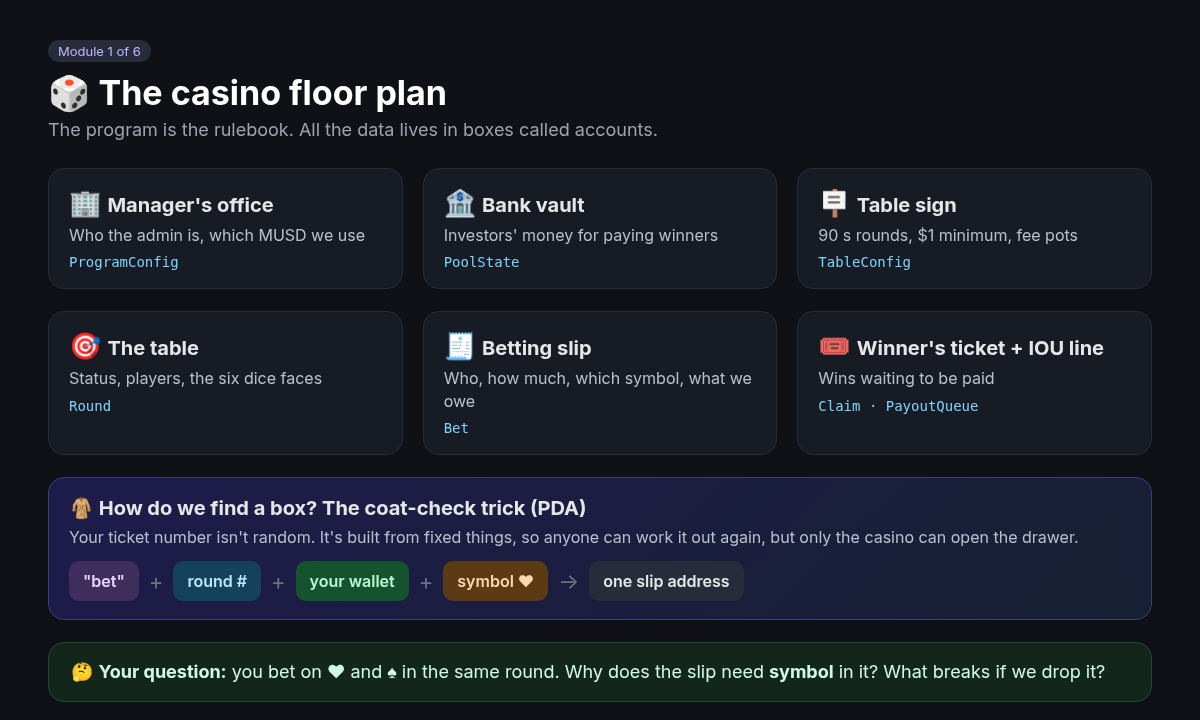 Module 1 of 6
🎲 The casino floor plan
The program is the rulebook. All the data lives in boxes called accounts.
🏢 Manager's office
Who the admin is, which MUSD we use
ProgramConfig
🏦 Bank vault
Investors' money for paying winners
PoolState
🪧 Table sign
90 s rounds, $1 minimum, fee pots
TableConfig
🎯 The table
Status, players, the six dice faces
Round
🧾 Betting slip
Who, how much, which symbol, what we
owe
Bet
🎟️ Winner's ticket + IOU line
Wins waiting to be paid
Claim · PayoutQueue
🧥 How do we find a box? The coat-check trick (PDA)
Your ticket number isn't random. It's built from fixed things, so anyone can work it out again, but only the casino can open the drawer.
"bet" + round # + your wallet + symbol ♥ → one slip address
🤔 Your question: you bet on ♥ and ♠ in the same round. Why does the slip need symbol in it? What breaks if we drop it?